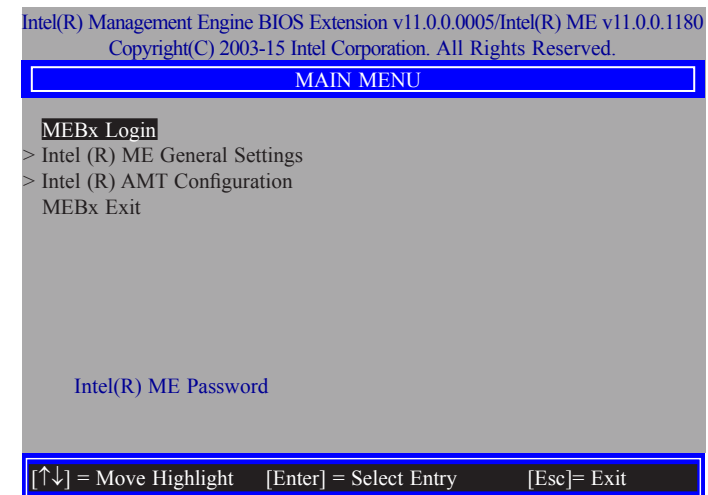 Intel(R) Management Engine BIOS Extension v11.0.0.0005/Intel(R) ME v11.0.0.1180
Copyright(C) 2003-15 Intel Corporation. All Rights Reserved.
MAIN MENU
MEBx Login
> Intel (R) ME General Settings
> Intel (R) AMT Configuration
MEBx Exit
Intel(R) ME Password
[↑↓] = Move Highlight [Enter] = Select Entry [Esc]= Exit